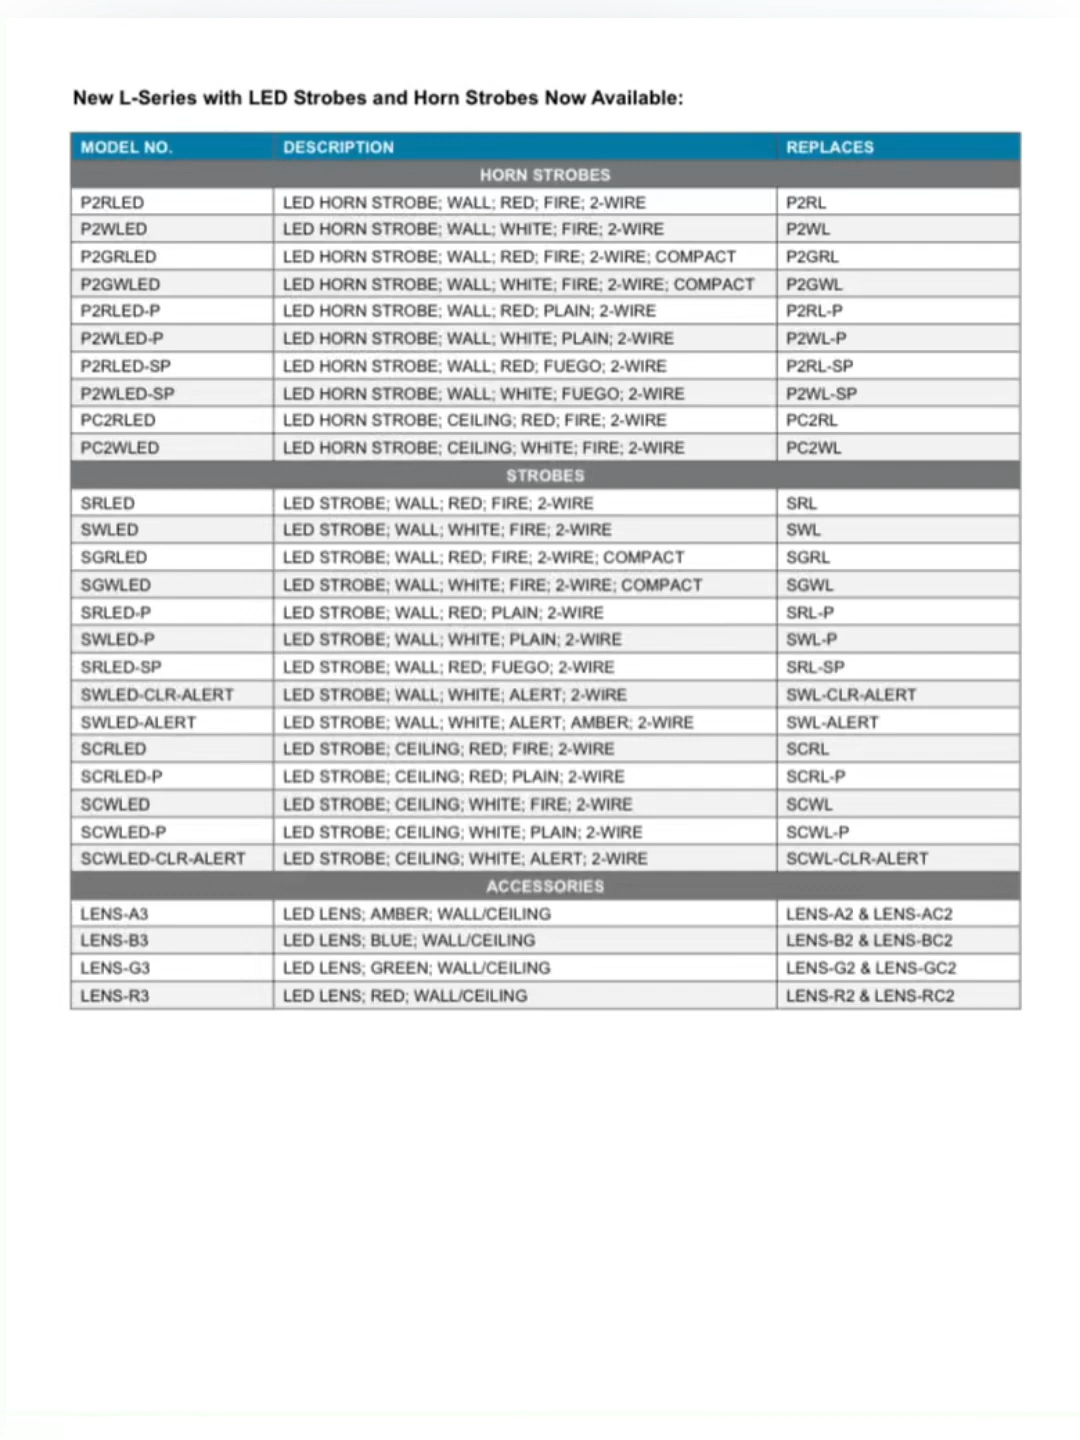 New L-Series with LED Strobes and Horn Strobes Now Available:
MODEL NO. DESCRIPTION REPLACES
HORN STROBES
P2RLED LED HORN STROBE; WALL; RED; FIRE; 2-WIRE P2RL
P2WLED LED HORN STROBE; WALL; WHITE; FIRE; 2-WIRE P2WL
P2GRLED LED HORN STROBE; WALL; RED; FIRE; 2-WIRE; COMPACT P2GRL
P2GWLED LED HORN STROBE; WALL; WHITE; FIRE; 2-WIRE; COMPACT P2GWL
P2RLED-P LED HORN STROBE; WALL; RED; PLAIN; 2-WIRE P2RL-P
P2WLED-P LED HORN STROBE; WALL; WHITE; PLAIN; 2-WIRE P2WL-P
P2RLED-SP LED HORN STROBE; WALL; RED; FUEGO; 2-WIRE P2RL-SP
P2WLED-SP LED HORN STROBE; WALL; WHITE; FUEGO; 2-WIRE P2WL-SP
PC2RLED LED HORN STROBE; CEILING; RED; FIRE; 2-WIRE PC2RL
PC2WLED LED HORN STROBE; CEILING; WHITE; FIRE; 2-WIRE PC2WL
STROBES
SRLED LED STROBE; WALL; RED; FIRE; 2-WIRE SRL
SWLED LED STROBE; WALL; WHITE; FIRE; 2-WIRE SWL
SGRLED LED STROBE; WALL; RED; FIRE; 2-WIRE; COMPACT SGRL
SGWLED LED STROBE; WALL; WHITE; FIRE; 2-WIRE; COMPACT SGWL
SRLED-P LED STROBE; WALL; RED; PLAIN; 2-WIRE SRL-P
SWLED-P LED STROBE; WALL; WHITE; PLAIN; 2-WIRE SWL-P
SRLED-SP LED STROBE; WALL; RED; FUEGO; 2-WIRE SRL-SP
SWLED-CLR-ALERT LED STROBE; WALL; WHITE; ALERT; 2-WIRE SWL-CLR-ALERT
SWLED-ALERT LED STROBE; WALL; WHITE; ALERT; AMBER; 2-WIRE SWL-ALERT
SCRLED LED STROBE; CEILING; RED; FIRE; 2-WIRE SCRL
SCRLED-P LED STROBE; CEILING; RED; PLAIN; 2-WIRE SCRL-P
SCWLED LED STROBE; CEILING; WHITE; FIRE; 2-WIRE SCWL
SCWLED-P LED STROBE; CEILING; WHITE; PLAIN; 2-WIRE SCWL-P
SCWLED-CLR-ALERT LED STROBE; CEILING; WHITE; ALERT; 2-WIRE SCWL-CLR-ALERT
ACCESSORIES
LENS-A3 LED LENS; AMBER; WALL/CEILING LENS-A2 & LENS-AC2
LENS-B3 LED LENS; BLUE; WALL/CEILING LENS-B2 & LENS-BC2
LENS-G3 LED LENS; GREEN; WALL/CEILING LENS-G2 & LENS-GC2
LENS-R3 LED LENS; RED; WALL/CEILING LENS-R2 & LENS-RC2